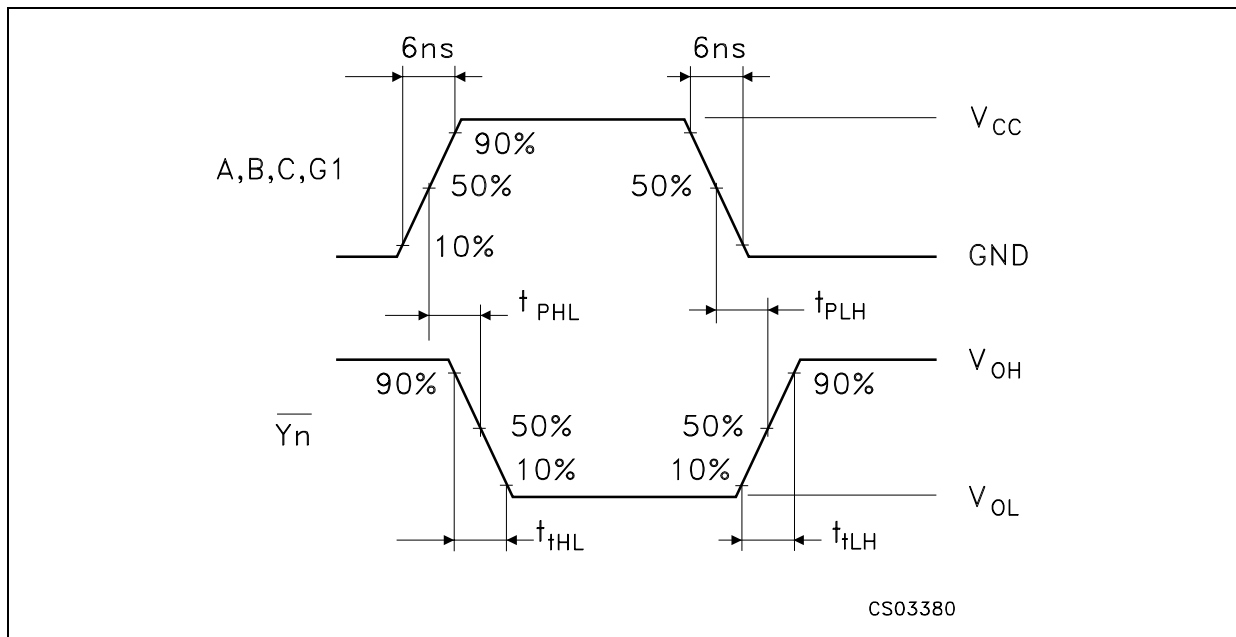 6ns 6ns
V_CC
90%
A,B,C,G1
50% 50%
10%
GND
t_PHL t_PLH
V_OH
90% 90%
Yn
50% 50%
10% 10%
V_OL
t_tHL t_tLH
CS03380